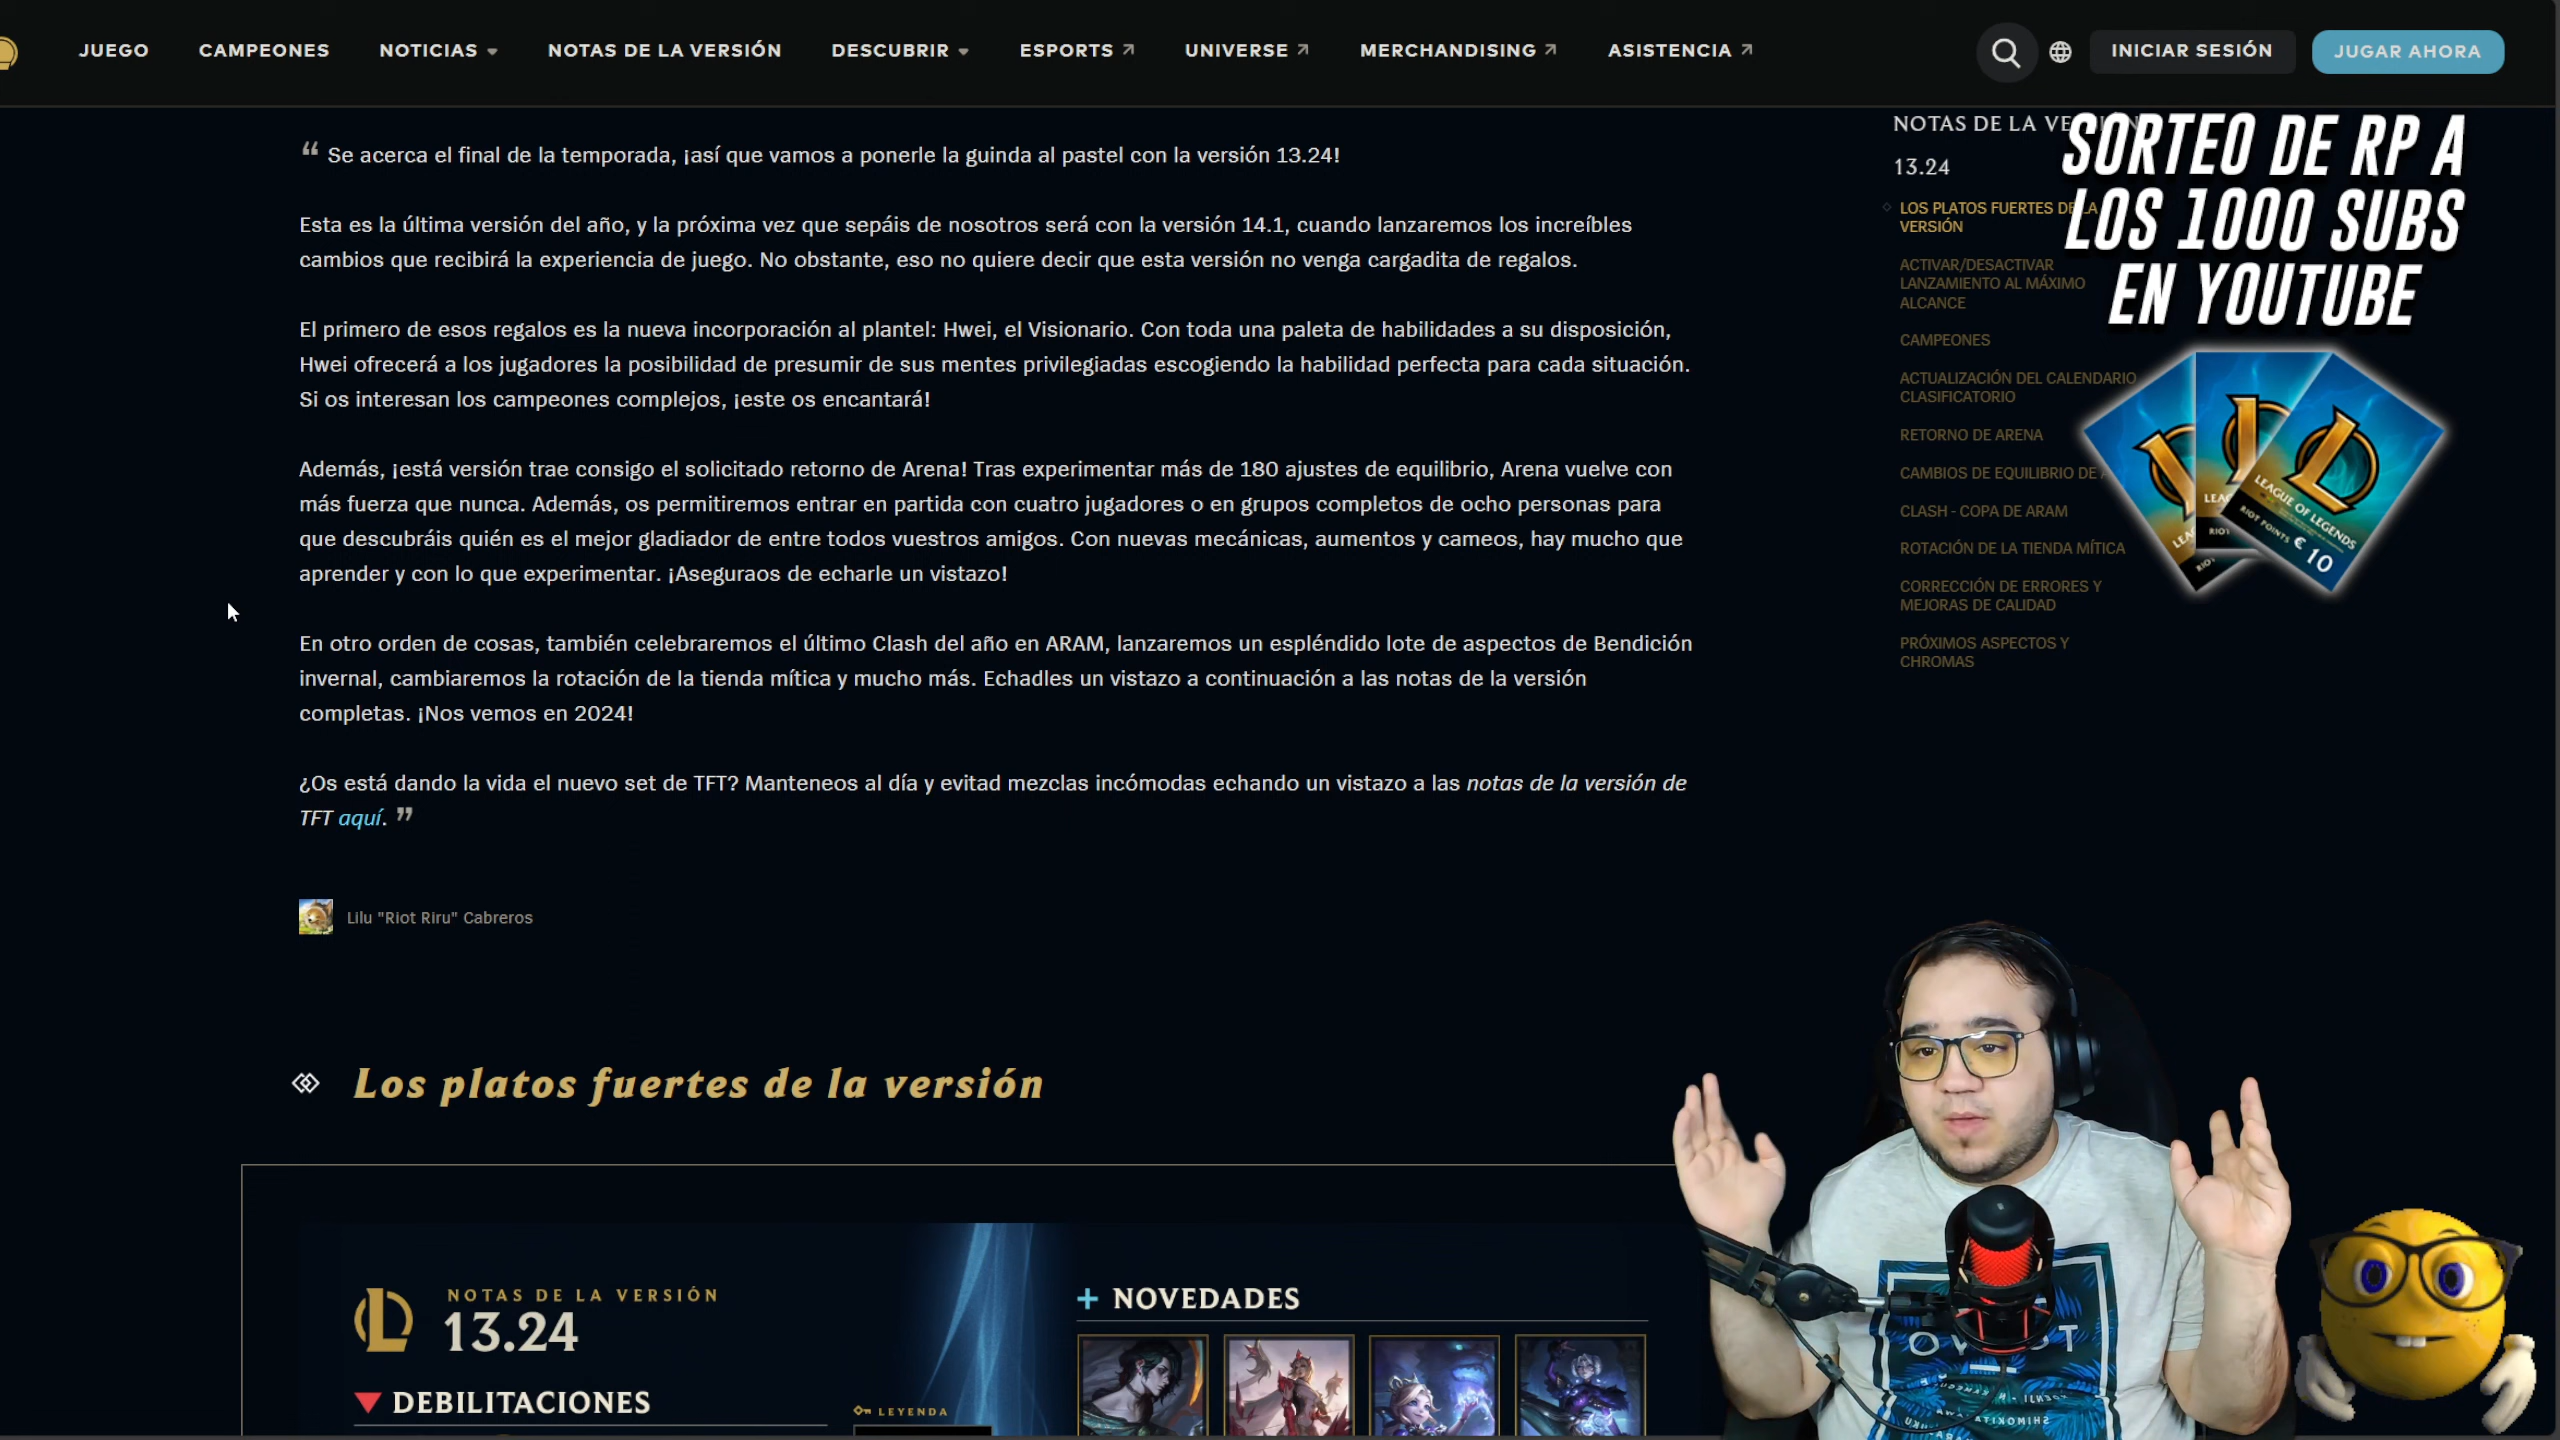 JUEGO CAMPEONES NOTICIAS NOTAS DE LA VERSIÓN DESCUBRIR ESPORTS UNIVERSE MERCHANDISING ASISTENCIA INICIAR SESIÓN JUGAR AHORA
“ Se acerca el final de la temporada, ¡así que vamos a ponerle la guinda al pastel con la versión 13.24!
Esta es la última versión del año, y la próxima vez que sepáis de nosotros será con la versión 14.1, cuando lanzaremos los increíbles
cambios que recibirá la experiencia de juego. No obstante, eso no quiere decir que esta versión no venga cargadita de regalos.
El primero de esos regalos es la nueva incorporación al plantel: Hwei, el Visionario. Con toda una paleta de habilidades a su disposición,
Hwei ofrecerá a los jugadores la posibilidad de presumir de sus mentes privilegiadas escogiendo la habilidad perfecta para cada situación.
Si os interesan los campeones complejos, ¡este os encantará!
Además, ¡está versión trae consigo el solicitado retorno de Arena! Tras experimentar más de 180 ajustes de equilibrio, Arena vuelve con
más fuerza que nunca. Además, os permitiremos entrar en partida con cuatro jugadores o en grupos completos de ocho personas para
que descubráis quién es el mejor gladiador de entre todos vuestros amigos. Con nuevas mecánicas, aumentos y cameos, hay mucho que
aprender y con lo que experimentar. ¡Aseguraos de echarle un vistazo!
En otro orden de cosas, también celebraremos el último Clash del año en ARAM, lanzaremos un espléndido lote de aspectos de Bendición
invernal, cambiaremos la rotación de la tienda mítica y mucho más. Echadles un vistazo a continuación a las notas de la versión
completas. ¡Nos vemos en 2024!
¿Os está dando la vida el nuevo set de TFT? Manteneos al día y evitad mezclas incómodas echando un vistazo a las notas de la versión de
TFT aquí. ”
Lilu "Riot Riru" Cabreros
Los platos fuertes de la versión
NOTAS DE LA VERSIÓN
13.24
DEBILITACIONES
LEYENDA
+ NOVEDADES
NOTAS DE LA
13.24
LOS PLATOS FUERTES DE LA
VERSIÓN
ACTIVAR/DESACTIVAR
LANZAMIENTO AL MÁXIMO
ALCANCE
CAMPEONES
ACTUALIZACIÓN DEL CALENDARIO
CLASIFICATORIO
RETORNO DE ARENA
CAMBIOS DE EQUILIBRIO DE
CLASH - COPA DE ARAM
ROTACIÓN DE LA TIENDA MÍTICA
CORRECCIÓN DE ERRORES Y
MEJORAS DE CALIDAD
PRÓXIMOS ASPECTOS Y
CHROMAS
SORTEO DE RP A
LOS 1000 SUBS
EN YOUTUBE
LEAGUE OF LEGENDS
RIOT POINTS € 10